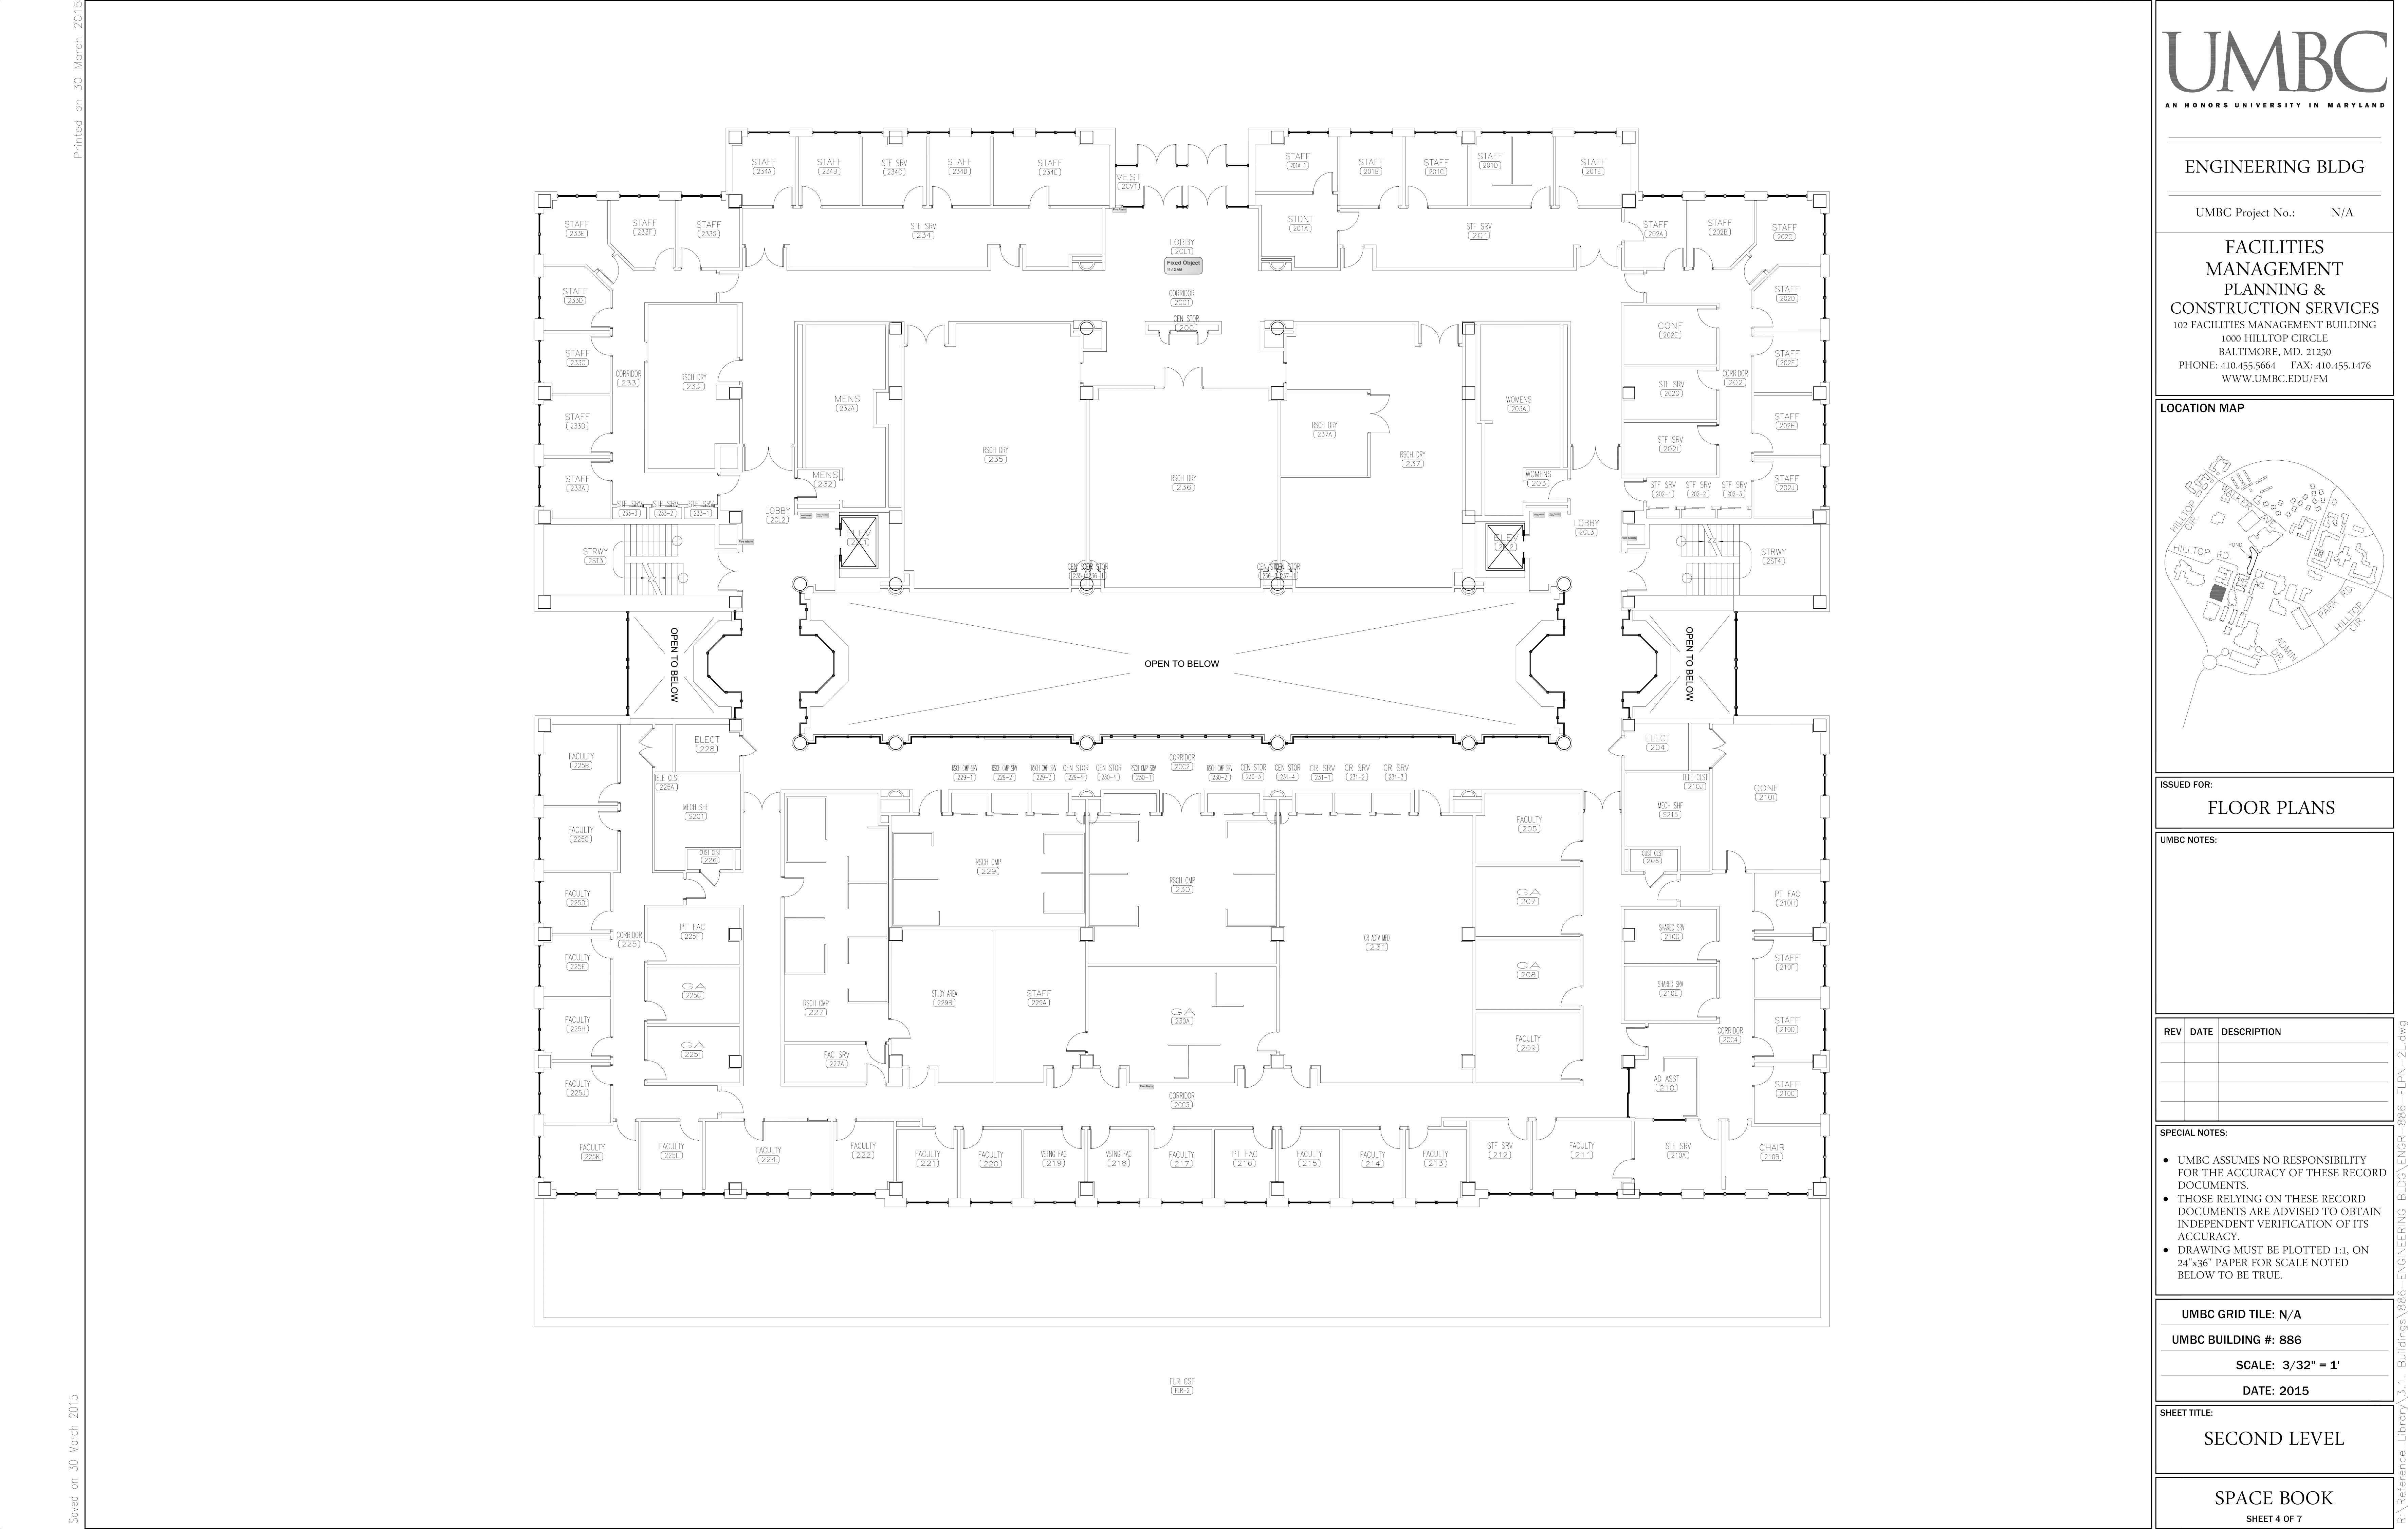 Printed on 30 March 2015
Saved on 30 March 2015
STAFF
234A
STAFF
234B
STF SRV
234C
STAFF
234D
STAFF
234E
VEST
2CV1
STAFF
201A-1
STAFF
201B
STAFF
201C
STAFF
201D
STAFF
201E
STAFF
233E
STAFF
233F
STAFF
233G
STF SRV
234
LOBBY
2CL1
Fixed Object
11:15 AM
STDNT
201A
STF SRV
201
STAFF
202A
STAFF
202B
STAFF
202C
STAFF
233D
CORRIDOR
2CC1
CEN STOR
200
STAFF
202D
CONF
202E
STAFF
233C
CORRIDOR
233
RSCH DRY
233I
STAFF
202F
CORRIDOR
202
STF SRV
202G
MENS
232A
WOMENS
203A
STAFF
233B
RSCH DRY
237A
STAFF
202H
STF SRV
202I
RSCH DRY
235
RSCH DRY
237
STAFF
233A
MENS
232
RSCH DRY
236
WOMENS
203
STAFF
202J
STF SRV
233-3
STF SRV
233-2
STF SRV
233-1
STF SRV
202-1
STF SRV
202-2
STF SRV
202-3
LOBBY
2CL2
LOBBY
2CL3
ELEV
ELEV
STRWY
2ST3
STRWY
2ST4
CEN STOR
CEN STOR
OPEN TO BELOW
OPEN TO BELOW
OPEN TO BELOW
FACULTY
225B
ELECT
228
ELECT
204
CORRIDOR
2CC2
RSCH CMP SRV
229-1
RSCH CMP SRV
229-2
RSCH CMP SRV
229-3
CEN STOR
229-4
CEN STOR
230-4
RSCH CMP SRV
230-1
RSCH CMP SRV
230-2
CEN STOR
230-3
CEN STOR
231-4
CR SRV
231-1
CR SRV
231-2
CR SRV
231-3
TELE CLST
225A
TELE CLST
210J
CONF
210I
MECH SHF
S201
MECH SHF
S215
FACULTY
225C
FACULTY
205
CUST CLST
226
CUST CLST
206
RSCH CMP
229
RSCH CMP
230
FACULTY
225D
GA
207
PT FAC
210H
PT FAC
225F
CORRIDOR
225
CR ACTV MED
231
SHARED SRV
210G
FACULTY
225E
GA
208
STAFF
210F
GA
225G
SHARED SRV
210E
RSCH CMP
227
STUDY AREA
229B
STAFF
229A
GA
230A
FACULTY
225H
STAFF
210D
CORRIDOR
2CC4
GA
225I
FAC SRV
227A
FACULTY
209
FACULTY
225J
AD ASST
210
STAFF
210C
CORRIDOR
2CC3
FACULTY
225K
FACULTY
225L
FACULTY
224
FACULTY
222
FACULTY
221
FACULTY
220
VSTNG FAC
219
VSTNG FAC
218
FACULTY
217
PT FAC
216
FACULTY
215
FACULTY
214
FACULTY
213
STF SRV
212
FACULTY
211
STF SRV
210A
CHAIR
210B
FLR GSF
FLR-2
UMBC
AN HONORS UNIVERSITY IN MARYLAND
ENGINEERING BLDG
UMBC Project No.: N/A
FACILITIES
MANAGEMENT
PLANNING &
CONSTRUCTION SERVICES
102 FACILITIES MANAGEMENT BUILDING
1000 HILLTOP CIRCLE
BALTIMORE, MD. 21250
PHONE: 410.455.5664 FAX: 410.455.1476
WWW.UMBC.EDU/FM
LOCATION MAP
HILLTOP
CIR.
WALKER AVE.
POND
HILLTOP RD.
PARK RD.
HILLTOP
CIR.
ADMIN
DR.
ISSUED FOR:
FLOOR PLANS
UMBC NOTES:
REV DATE DESCRIPTION
SPECIAL NOTES:
● UMBC ASSUMES NO RESPONSIBILITY
FOR THE ACCURACY OF THESE RECORD
DOCUMENTS.
● THOSE RELYING ON THESE RECORD
DOCUMENTS ARE ADVISED TO OBTAIN
INDEPENDENT VERIFICATION OF ITS
ACCURACY.
● DRAWING MUST BE PLOTTED 1:1, ON
24"x36" PAPER FOR SCALE NOTED
BELOW TO BE TRUE.
UMBC GRID TILE: N/A
UMBC BUILDING #: 886
SCALE: 3/32" = 1'
DATE: 2015
SHEET TITLE:
SECOND LEVEL
SPACE BOOK
SHEET 4 OF 7
R:\Reference_Library\3.1. Buildings\886-ENGINEERING BLDG\ENGR-886-FLPN-2L.dwg